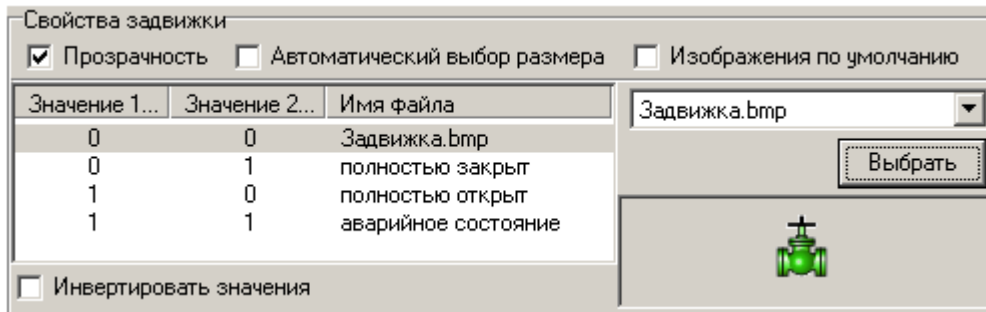 Свойства задвижки
Прозрачность Автоматический выбор размера Изображения по умолчанию
Значение 1... Значение 2... Имя файла
0 0 Задвижка.bmp
0 1 полностью закрыт
1 0 полностью открыт
1 1 аварийное состояние
Инвертировать значения
Задвижка.bmp
Выбрать